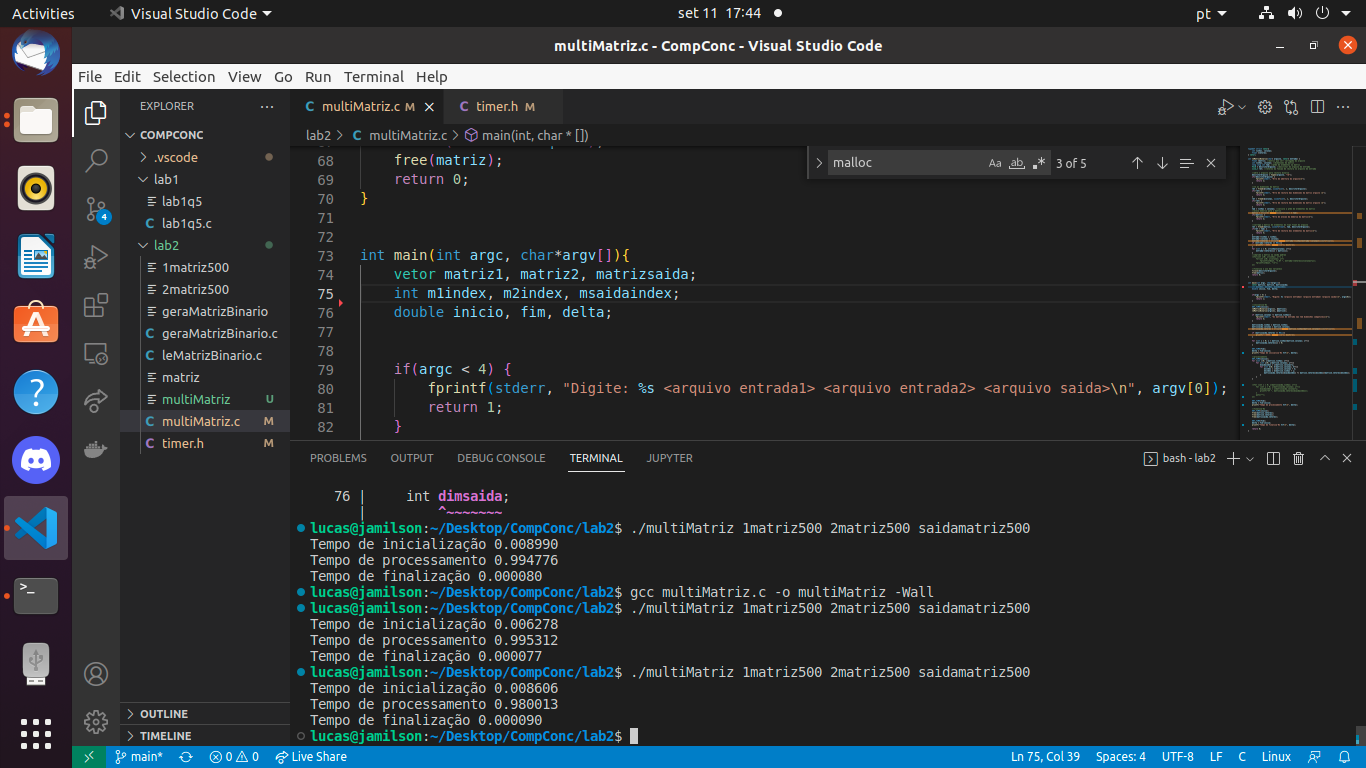 Activities
Visual Studio Code
set 11 17:44
pt
multiMatriz.c - CompConc - Visual Studio Code
File Edit Selection View Go Run Terminal Help
EXPLORER
COMPCONC
.vscode
lab1
lab1q5
C lab1q5.c
lab2
1matriz500
2matriz500
geraMatrizBinario
C geraMatrizBinario.c
C leMatrizBinario.c
matriz
multiMatriz U
C multiMatriz.c M
C timer.h M
OUTLINE
TIMELINE
4
C multiMatriz.c M
C timer.h M
lab2 > C multiMatriz.c > main(int, char * [])
malloc
Aa ab .*
3 of 5
68 free(matriz);
69 return 0;
70 }
71
72
73 int main(int argc, char*argv[]){
74 vetor matriz1, matriz2, matrizsaida;
75 int m1index, m2index, msaidaindex;
76 double inicio, fim, delta;
77
78
79 if(argc < 4) {
80 fprintf(stderr, "Digite: %s <arquivo entrada1> <arquivo entrada2> <arquivo saida>\n", argv[0]);
81 return 1;
82 }
PROBLEMS OUTPUT DEBUG CONSOLE TERMINAL JUPYTER
bash - lab2
76 | int dimsaida;
| ^~~~~~~~
lucas@jamilson:~/Desktop/CompConc/lab2$ ./multiMatriz 1matriz500 2matriz500 saidamatriz500
Tempo de inicialização 0.008990
Tempo de processamento 0.994776
Tempo de finalização 0.000080
lucas@jamilson:~/Desktop/CompConc/lab2$ gcc multiMatriz.c -o multiMatriz -Wall
lucas@jamilson:~/Desktop/CompConc/lab2$ ./multiMatriz 1matriz500 2matriz500 saidamatriz500
Tempo de inicialização 0.006278
Tempo de processamento 0.995312
Tempo de finalização 0.000077
lucas@jamilson:~/Desktop/CompConc/lab2$ ./multiMatriz 1matriz500 2matriz500 saidamatriz500
Tempo de inicialização 0.008606
Tempo de processamento 0.980013
Tempo de finalização 0.000090
lucas@jamilson:~/Desktop/CompConc/lab2$
main* 0 0 Live Share
Ln 75, Col 39 Spaces: 4 UTF-8 LF C Linux